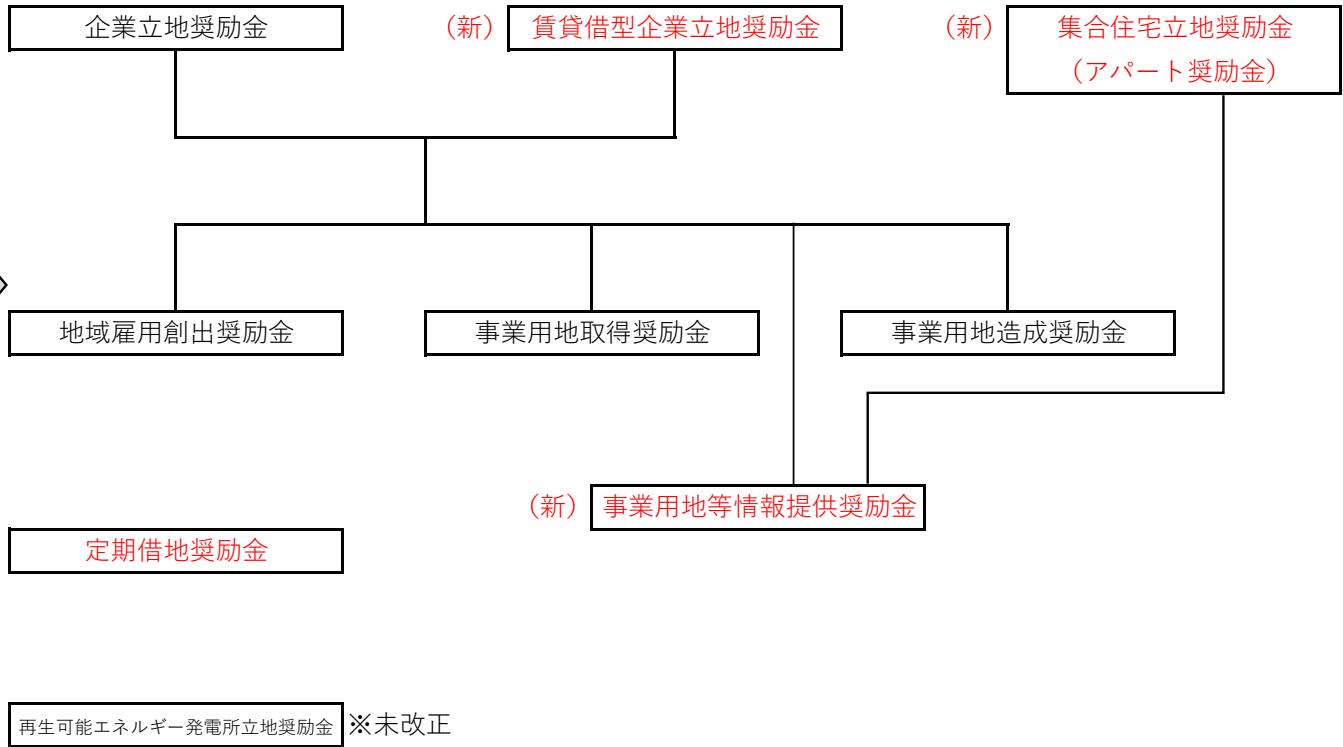 企業立地奨励金
（新） 賃貸借型企業立地奨励金
（新） 集合住宅立地奨励金
（アパート奨励金）
地域雇用創出奨励金
事業用地取得奨励金
事業用地造成奨励金
（新） 事業用地等情報提供奨励金
定期借地奨励金
再生可能エネルギー発電所立地奨励金 ※未改正